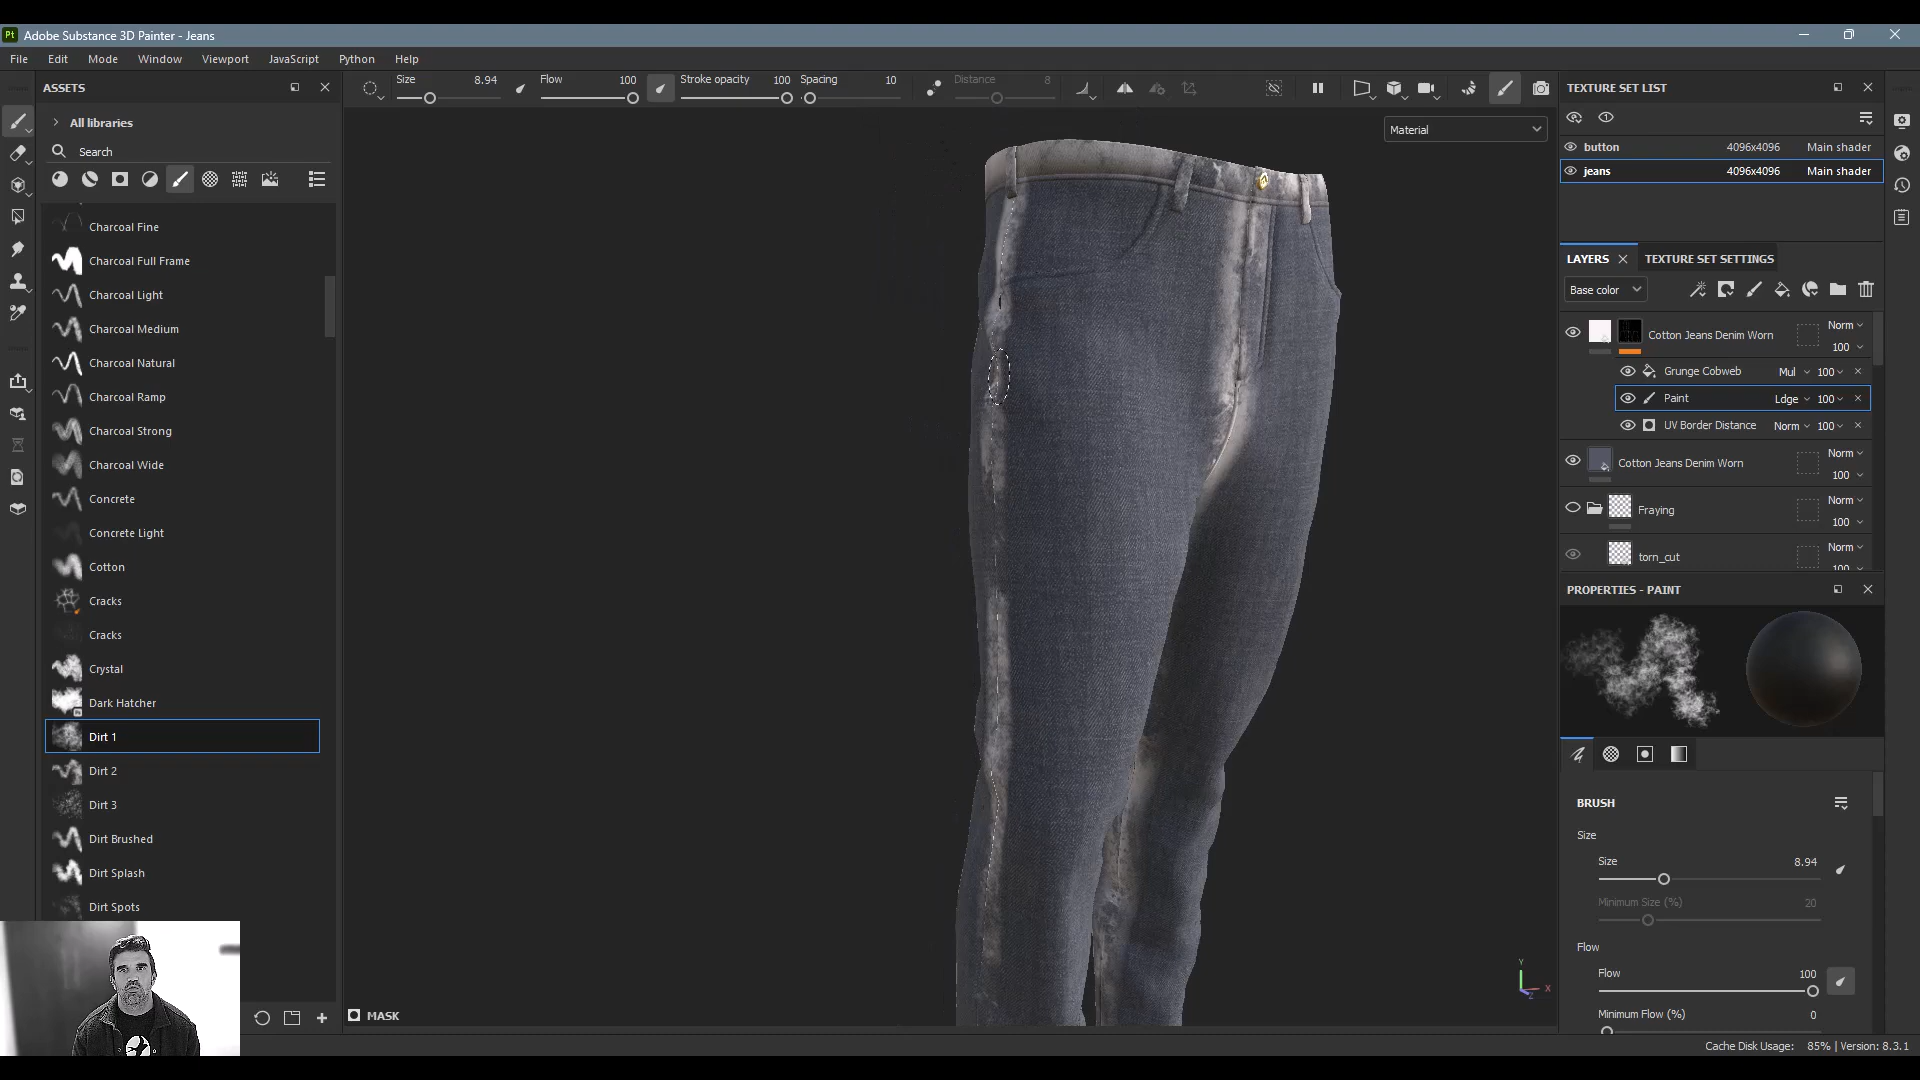 Pt Adobe Substance 3D Painter - Jeans
File Edit Mode Window Viewport JavaScript Python Help
ASSETS
All libraries
Search
Charcoal Fine
Charcoal Full Frame
Charcoal Light
Charcoal Medium
Charcoal Natural
Charcoal Ramp
Charcoal Strong
Charcoal Wide
Concrete
Concrete Light
Cotton
Cracks
Cracks
Crystal
Dark Hatcher
Dirt 1
Dirt 2
Dirt 3
Dirt Brushed
Dirt Splash
Dirt Spots
Size 8.94 Flow 100 Stroke opacity 100 Spacing 10 Distance 8
Material
MASK
Y
X
Z
TEXTURE SET LIST
button 4096x4096 Main shader
jeans 4096x4096 Main shader
LAYERS TEXTURE SET SETTINGS
Base color
Cotton Jeans Denim Worn Norm
100
Grunge Cobweb Mul 100
Paint Ldge 100
UV Border Distance Norm 100
Cotton Jeans Denim Worn Norm
100
Fraying Norm
100
torn_cut Norm
100
PROPERTIES - PAINT
BRUSH
Size
Size 8.94
Minimum Size (%) 20
Flow
Flow 100
Minimum Flow (%) 0
Cache Disk Usage: 85% | Version: 8.3.1